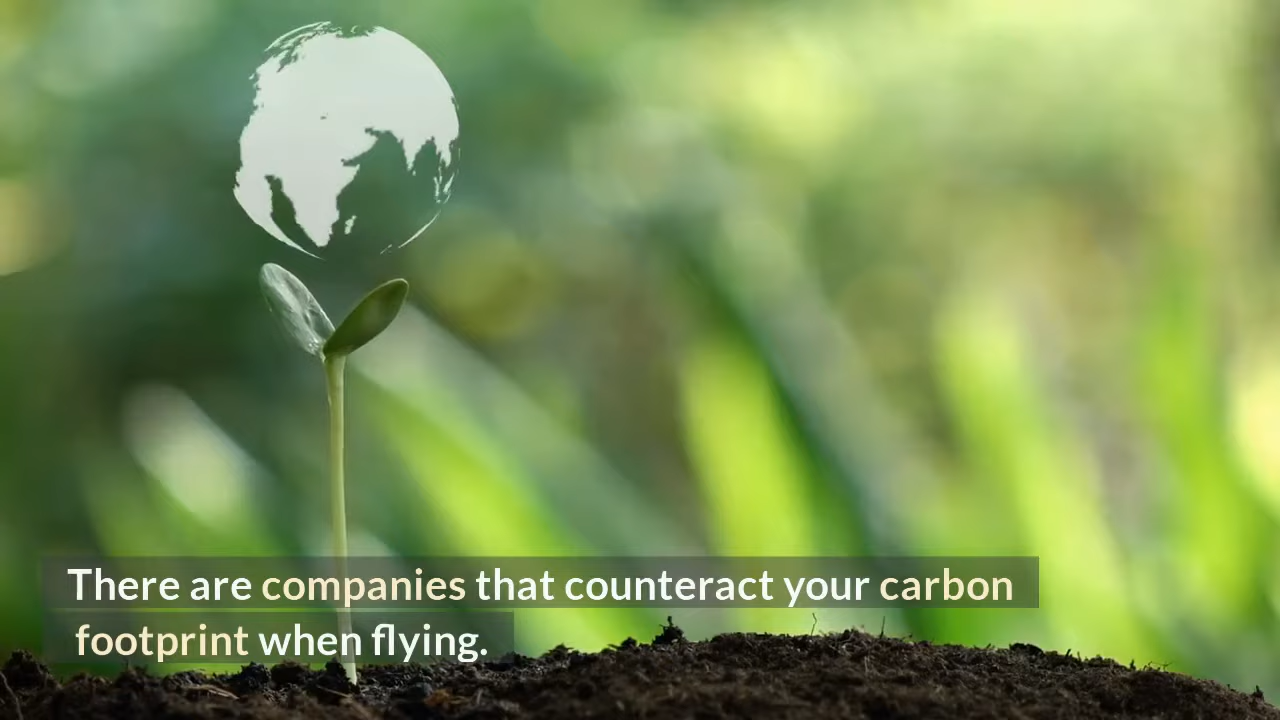 There are companies that counteract your carbon
footprint when flying.